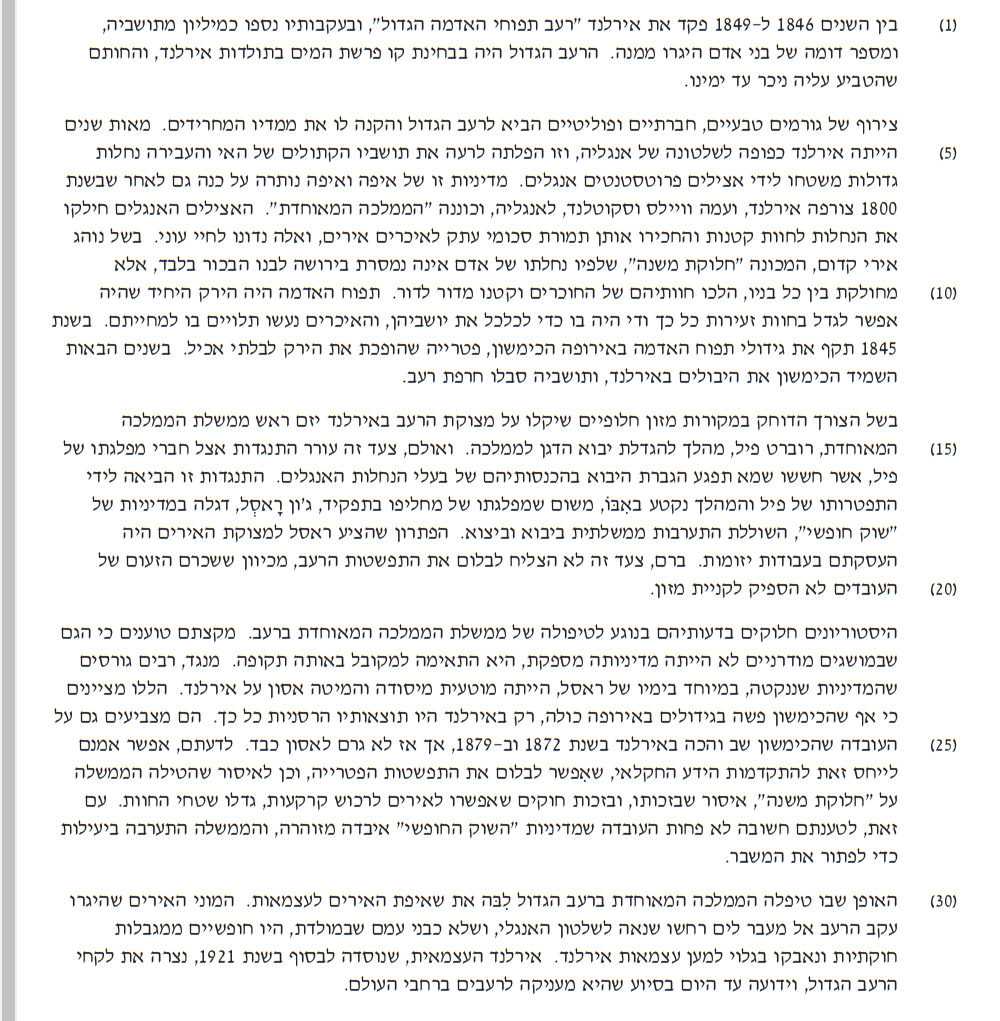 (1) בין השנים 1846 ל-1849 פקד את אירלנד "רעב תפוחי האדמה הגדול", ובעקבותיו נספו כמיליון מתושביה,
ומספר דומה של בני אדם היגרו ממנה. הרעב הגדול היה בבחינת קו פרשת המים בתולדות אירלנד, והחותם
שהטביע עליה ניכר עד ימינו.
צירוף של גורמים טבעיים, חברתיים ופוליטיים הביא לרעב הגדול והקנה לו את ממדיו המחרידים. מאות שנים
(5) הייתה אירלנד כפופה לשלטונה של אנגליה, וזו הפלתה לרעה את תושביו הקתולים של האי והעבירה נחלות
גדולות משטחו לידי אצילים פרוטסטנטים אנגלים. מדיניות זו של איפה ואיפה נותרה על כנה גם לאחר שבשנת
1800 צורפה אירלנד, ועמה וויילס וסקוטלנד, לאנגליה, וכוננה "הממלכה המאוחדת". האצילים האנגלים חילקו
את הנחלות לחוות קטנות והחכירו אותן תמורת סכומי עתק לאיכרים אירים, ואלה נדונו לחיי עוני. בשל נוהג
אירי קדום, המכונה "חלוקת משנה", שלפיו נחלתו של אדם אינה נמסרת בירושה לבנו הבכור בלבד, אלא
(10) מחולקת בין כל בניו, הלכו חוותיהם של החוכרים וקטנו מדור לדור. תפוח האדמה היה הירק היחיד שהיה
אפשר לגדל בחוות זעירות כל כך ודי היה בו כדי לכלכל את יושביהן, והאיכרים נעשו תלויים בו למחייתם. בשנת
1845 תקף את גידולי תפוח האדמה באירופה הכימשון, פטרייה שהופכת את הירק לבלתי אכיל. בשנים הבאות
השמיד הכימשון את היבולים באירלנד, ותושביה סבלו חרפת רעב.
בשל הצורך הדוחק במקורות מזון חלופיים שיקלו על מצוקת הרעב באירלנד יזם ראש ממשלת הממלכה
(15) המאוחדת, רוברט פיל, מהלך להגדלת יבוא הדגן לממלכה. ואולם, צעד זה עורר התנגדות אצל חברי מפלגתו של
פיל, אשר חששו שמא תפגע הגברת היבוא בהכנסותיהם של בעלי הנחלות האנגלים. התנגדות זו הביאה לידי
התפטרותו של פיל והמהלך נקטע באִבּוֹ, משום שמפלגתו של מחליפו בתפקיד, ג'ון רָאסְל, דגלה במדיניות של
"שוק חופשי", השוללת התערבות ממשלתית ביבוא וביצוא. הפתרון שהציע ראסל למצוקת האירים היה
העסקתם בעבודות יזומות. ברם, צעד זה לא הצליח לבלום את התפשטות הרעב, מכיוון ששכרם הזעום של
(20) העובדים לא הספיק לקניית מזון.
היסטוריונים חלוקים בדעותיהם בנוגע לטיפולה של ממשלת הממלכה המאוחדת ברעב. מקצתם טוענים כי הגם
שבמושגים מודרניים לא הייתה מדיניותה מספקת, היא התאימה למקובל באותה תקופה. מנגד, רבים גורסים
שהמדיניות שננקטה, במיוחד בימיו של ראסל, הייתה מוטעית מיסודה והמיטה אסון על אירלנד. הללו מציינים
כי אף שהכימשון פשה בגידולים באירופה כולה, רק באירלנד היו תוצאותיו הרסניות כל כך. הם מצביעים גם על
(25) העובדה שהכימשון שב והכה באירלנד בשנת 1872 וב-1879, אך אז לא גרם לאסון כבד. לדעתם, אפשר אמנם
לייחס זאת להתקדמות הידע החקלאי, שאִפשר לבלום את התפשטות הפטרייה, וכן לאיסור שהטילה הממשלה
על "חלוקת משנה", איסור שבזכותו, ובזכות חוקים שאפשרו לאירים לרכוש קרקעות, גדלו שטחי החוות. עם
זאת, לטענתם חשובה לא פחות העובדה שמדיניות "השוק החופשי" איבדה מזוהרה, והממשלה התערבה ביעילות
כדי לפתור את המשבר.
(30) האופן שבו טיפלה הממלכה המאוחדת ברעב הגדול לִבּה את שאיפת האירים לעצמאות. המוני האירים שהיגרו
עקב הרעב אל מעבר לים רחשו שנאה לשלטון האנגלי, ושלא כבני עמם שבמולדת, היו חופשיים ממגבלות
חוקתיות ונאבקו בגלוי למען עצמאות אירלנד. אירלנד העצמאית, שנוסדה לבסוף בשנת 1921, נצרה את לקחי
הרעב הגדול, וידועה עד היום בסיוע שהיא מעניקה לרעבים ברחבי העולם.